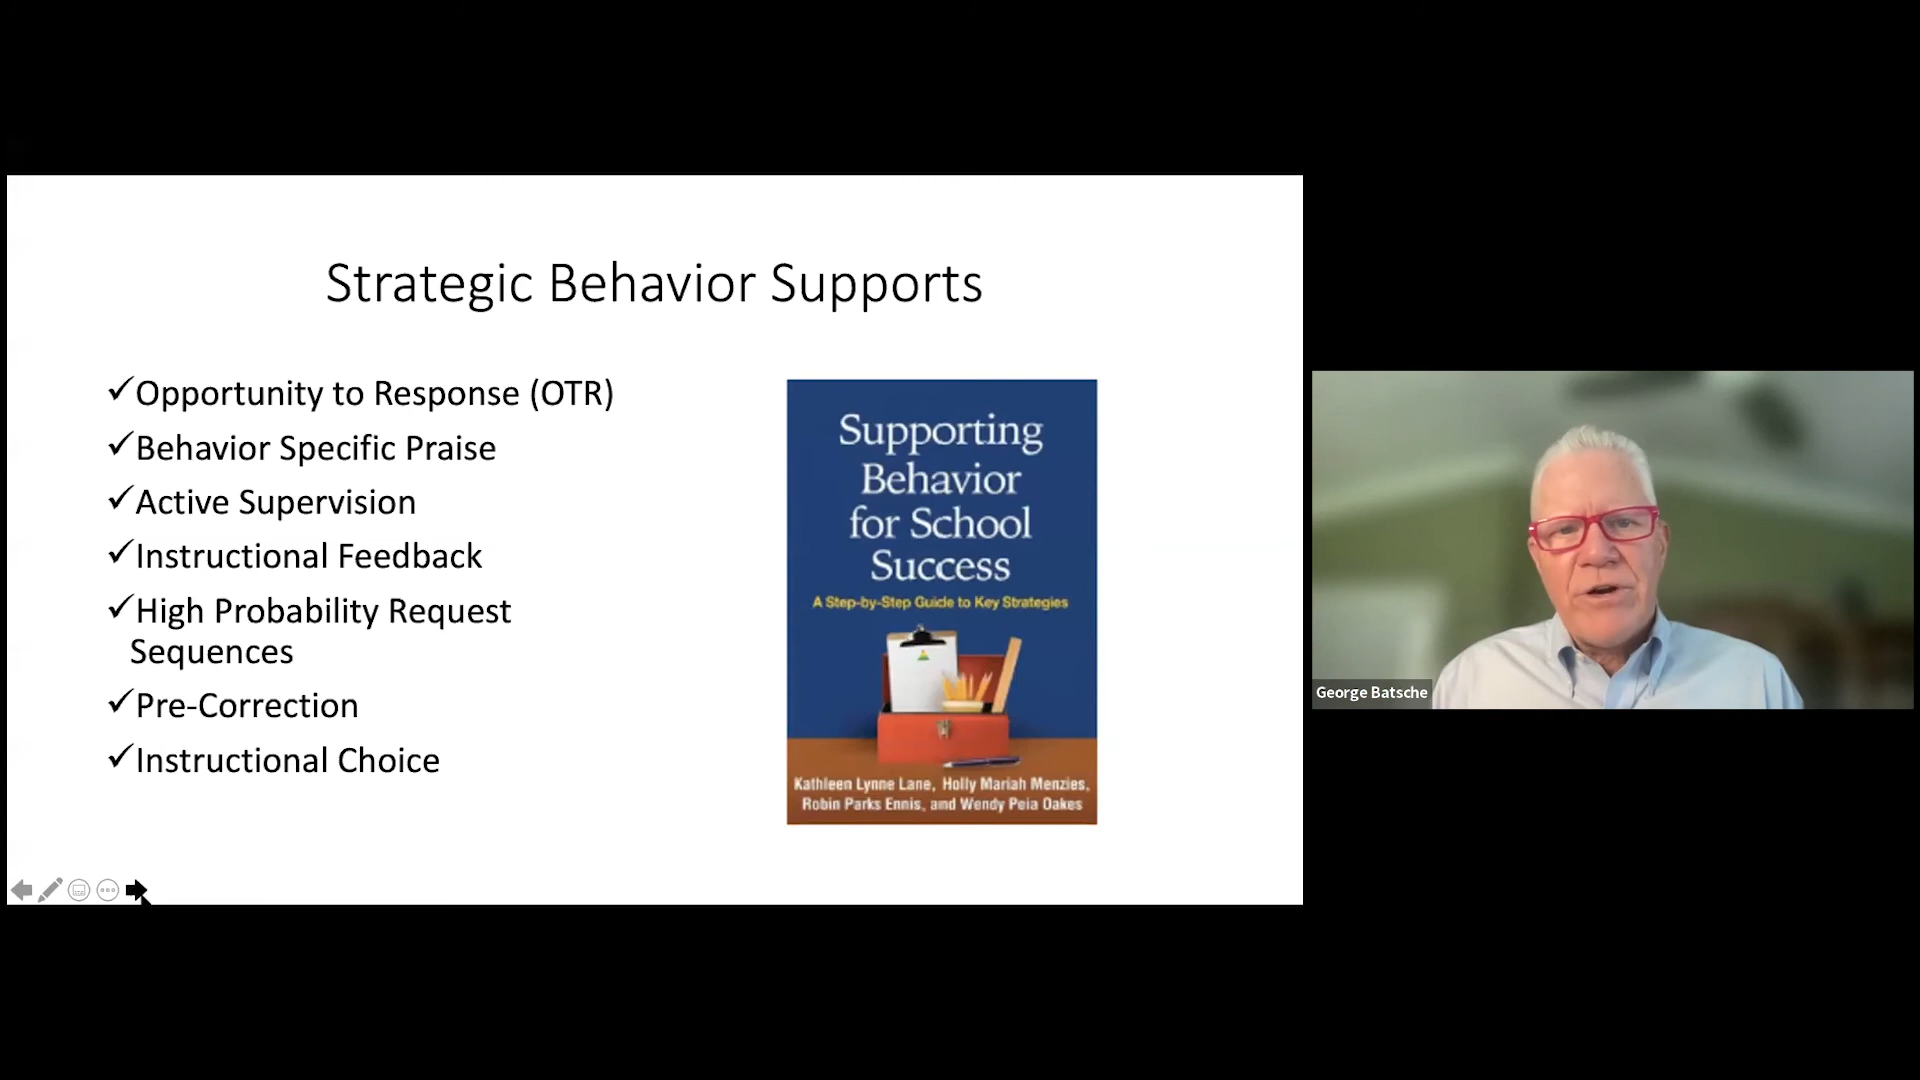 Strategic Behavior Supports
✓Opportunity to Response (OTR)
✓Behavior Specific Praise
✓Active Supervision
✓Instructional Feedback
✓High Probability Request
Sequences
✓Pre-Correction
✓Instructional Choice
Supporting
Behavior
for School
Success
A Step-by-Step Guide to Key Strategies
Kathleen Lynne Lane, Holly Mariah Menzies,
Robin Parks Ennis, and Wendy Peia Oakes
George Batsche